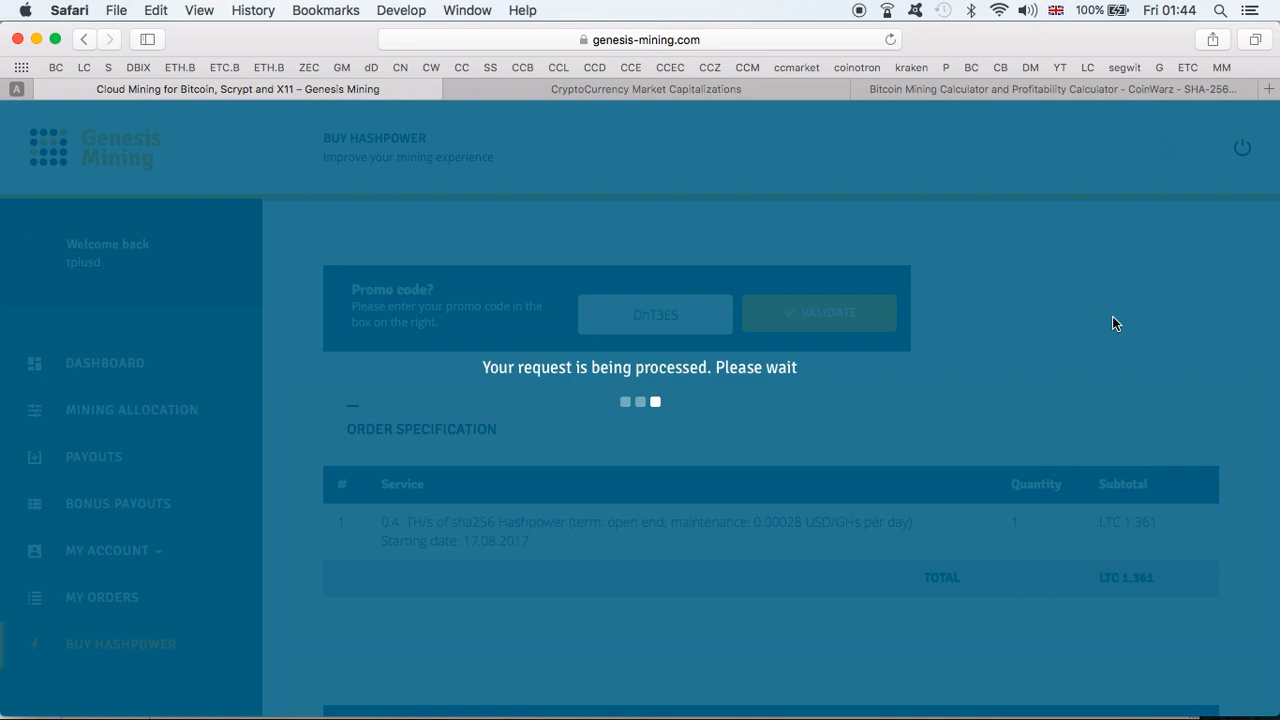 Safari File Edit View History Bookmarks Develop Window Help 100% Fri 01:44
genesis-mining.com
BC LC S DBIX ETH.B ETC.B ETH.B ZEC GM dD CN CW CC SS CCB CCL CCD CCE CCEC CCZ CCM ccmarket coinotron kraken P BC CB DM YT LC segwit G ETC MM
A Cloud Mining for Bitcoin, Scrypt and X11 – Genesis Mining CryptoCurrency Market Capitalizations Bitcoin Mining Calculator and Profitability Calculator - CoinWarz - SHA-256...
Genesis
Mining
BUY HASHPOWER
Improve your mining experience
Welcome back
tplusd
DASHBOARD
MINING ALLOCATION
PAYOUTS
BONUS PAYOUTS
MY ACCOUNT
MY ORDERS
BUY HASHPOWER
Promo code?
Please enter your promo code in the
box on the right.
DhT3ES
VALIDATE
Your request is being processed. Please wait
ORDER SPECIFICATION
# Service Quantity Subtotal
1. 0.4 TH/s of sha256 Hashpower (term: open end; maintenance: 0.00028 USD/GHs per day) 1 LTC 1.361
Starting date: 17.08.2017
TOTAL LTC 1.361